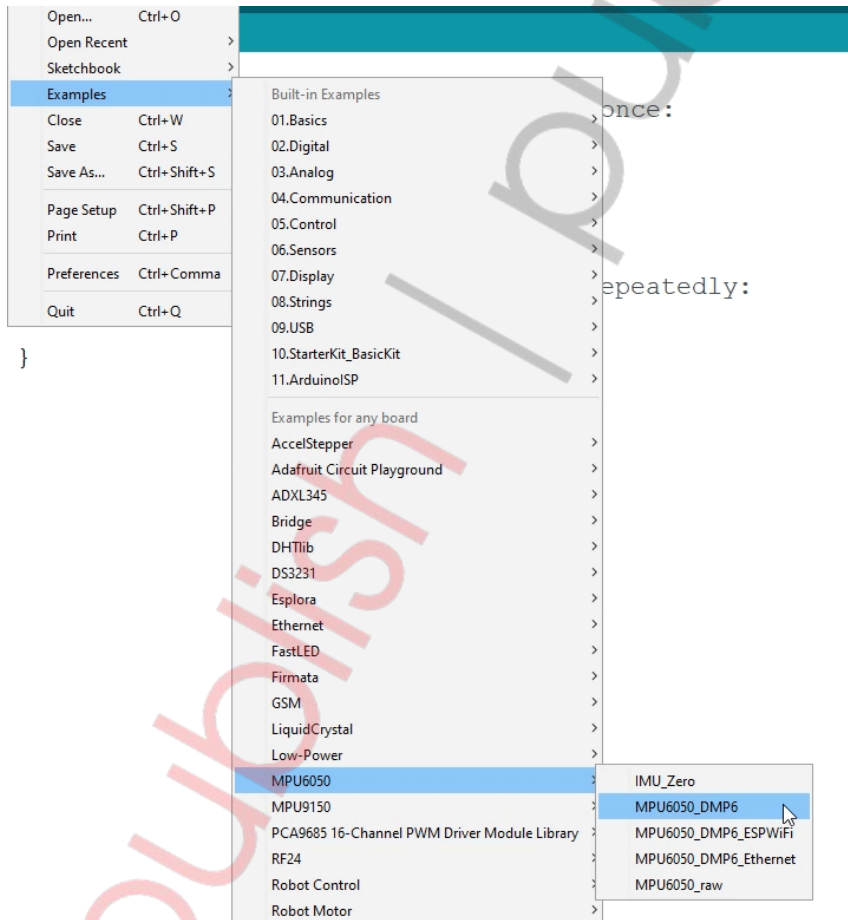 Open... Ctrl+O
Open Recent >
Sketchbook >
Examples >
Close Ctrl+W
Save Ctrl+S
Save As... Ctrl+Shift+S
Page Setup Ctrl+Shift+P
Print Ctrl+P
Preferences Ctrl+Comma
Quit Ctrl+Q
}
Built-in Examples
01.Basics >
02.Digital >
03.Analog >
04.Communication >
05.Control >
06.Sensors >
07.Display >
08.Strings >
09.USB >
10.StarterKit_BasicKit >
11.ArduinoISP >
Examples for any board
AccelStepper >
Adafruit Circuit Playground >
ADXL345 >
Bridge >
DHTlib >
DS3231 >
Esplora >
Ethernet >
FastLED >
Firmata >
GSM >
LiquidCrystal >
Low-Power >
MPU6050 >
MPU9150 >
PCA9685 16-Channel PWM Driver Module Library >
RF24 >
Robot Control >
Robot Motor >
IMU_Zero
MPU6050_DMP6
MPU6050_DMP6_ESPWiFi
MPU6050_DMP6_Ethernet
MPU6050_raw
once:
epeatedly:
publish / pu